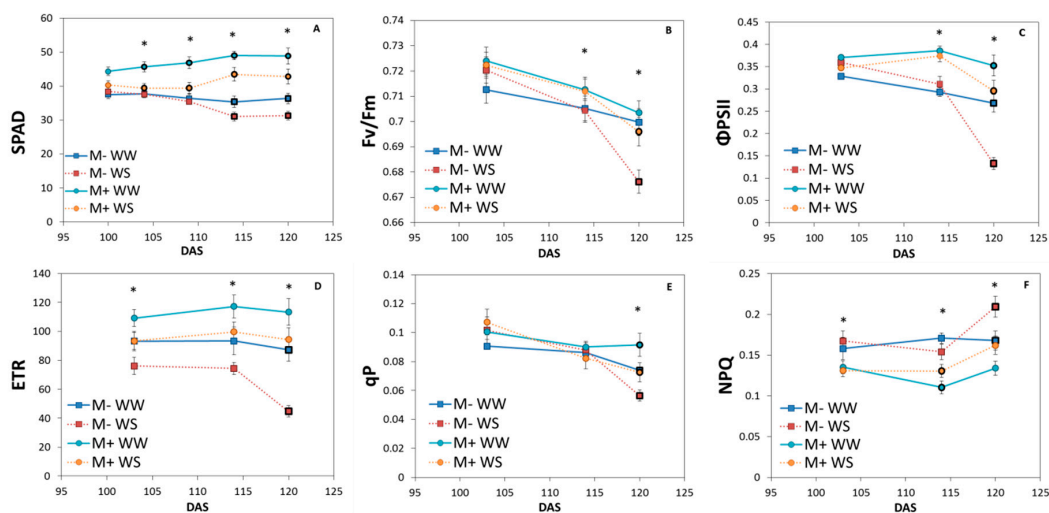 A
SPAD
60
50
40
30
20
10
0
*
*
*
*
M- WW
M- WS
M+ WW
M+ WS
95
100
105
110
115
120
125
DAS
B
Fv/Fm
0.74
0.73
0.72
0.71
0.7
0.69
0.68
0.67
0.66
*
*
M- WW
M- WS
M+ WW
M+ WS
95
100
105
110
115
120
125
DAS
C
ΦPSII
0.45
0.4
0.35
0.3
0.25
0.2
0.15
0.1
0.05
0
*
*
M- WW
M- WS
M+ WW
M+ WS
95
100
105
110
115
120
125
DAS
D
ETR
140
120
100
80
60
40
20
0
*
*
*
M- WW
M- WS
M+ WW
M+ WS
95
100
105
110
115
120
125
DAS
E
qP
0.14
0.12
0.1
0.08
0.06
0.04
0.02
0
*
M- WW
M- WS
M+ WW
M+ WS
95
100
105
110
115
120
125
DAS
F
NPQ
0.25
0.2
0.15
0.1
0.05
0
*
*
*
M- WW
M- WS
M+ WW
M+ WS
95
100
105
110
115
120
125
DAS